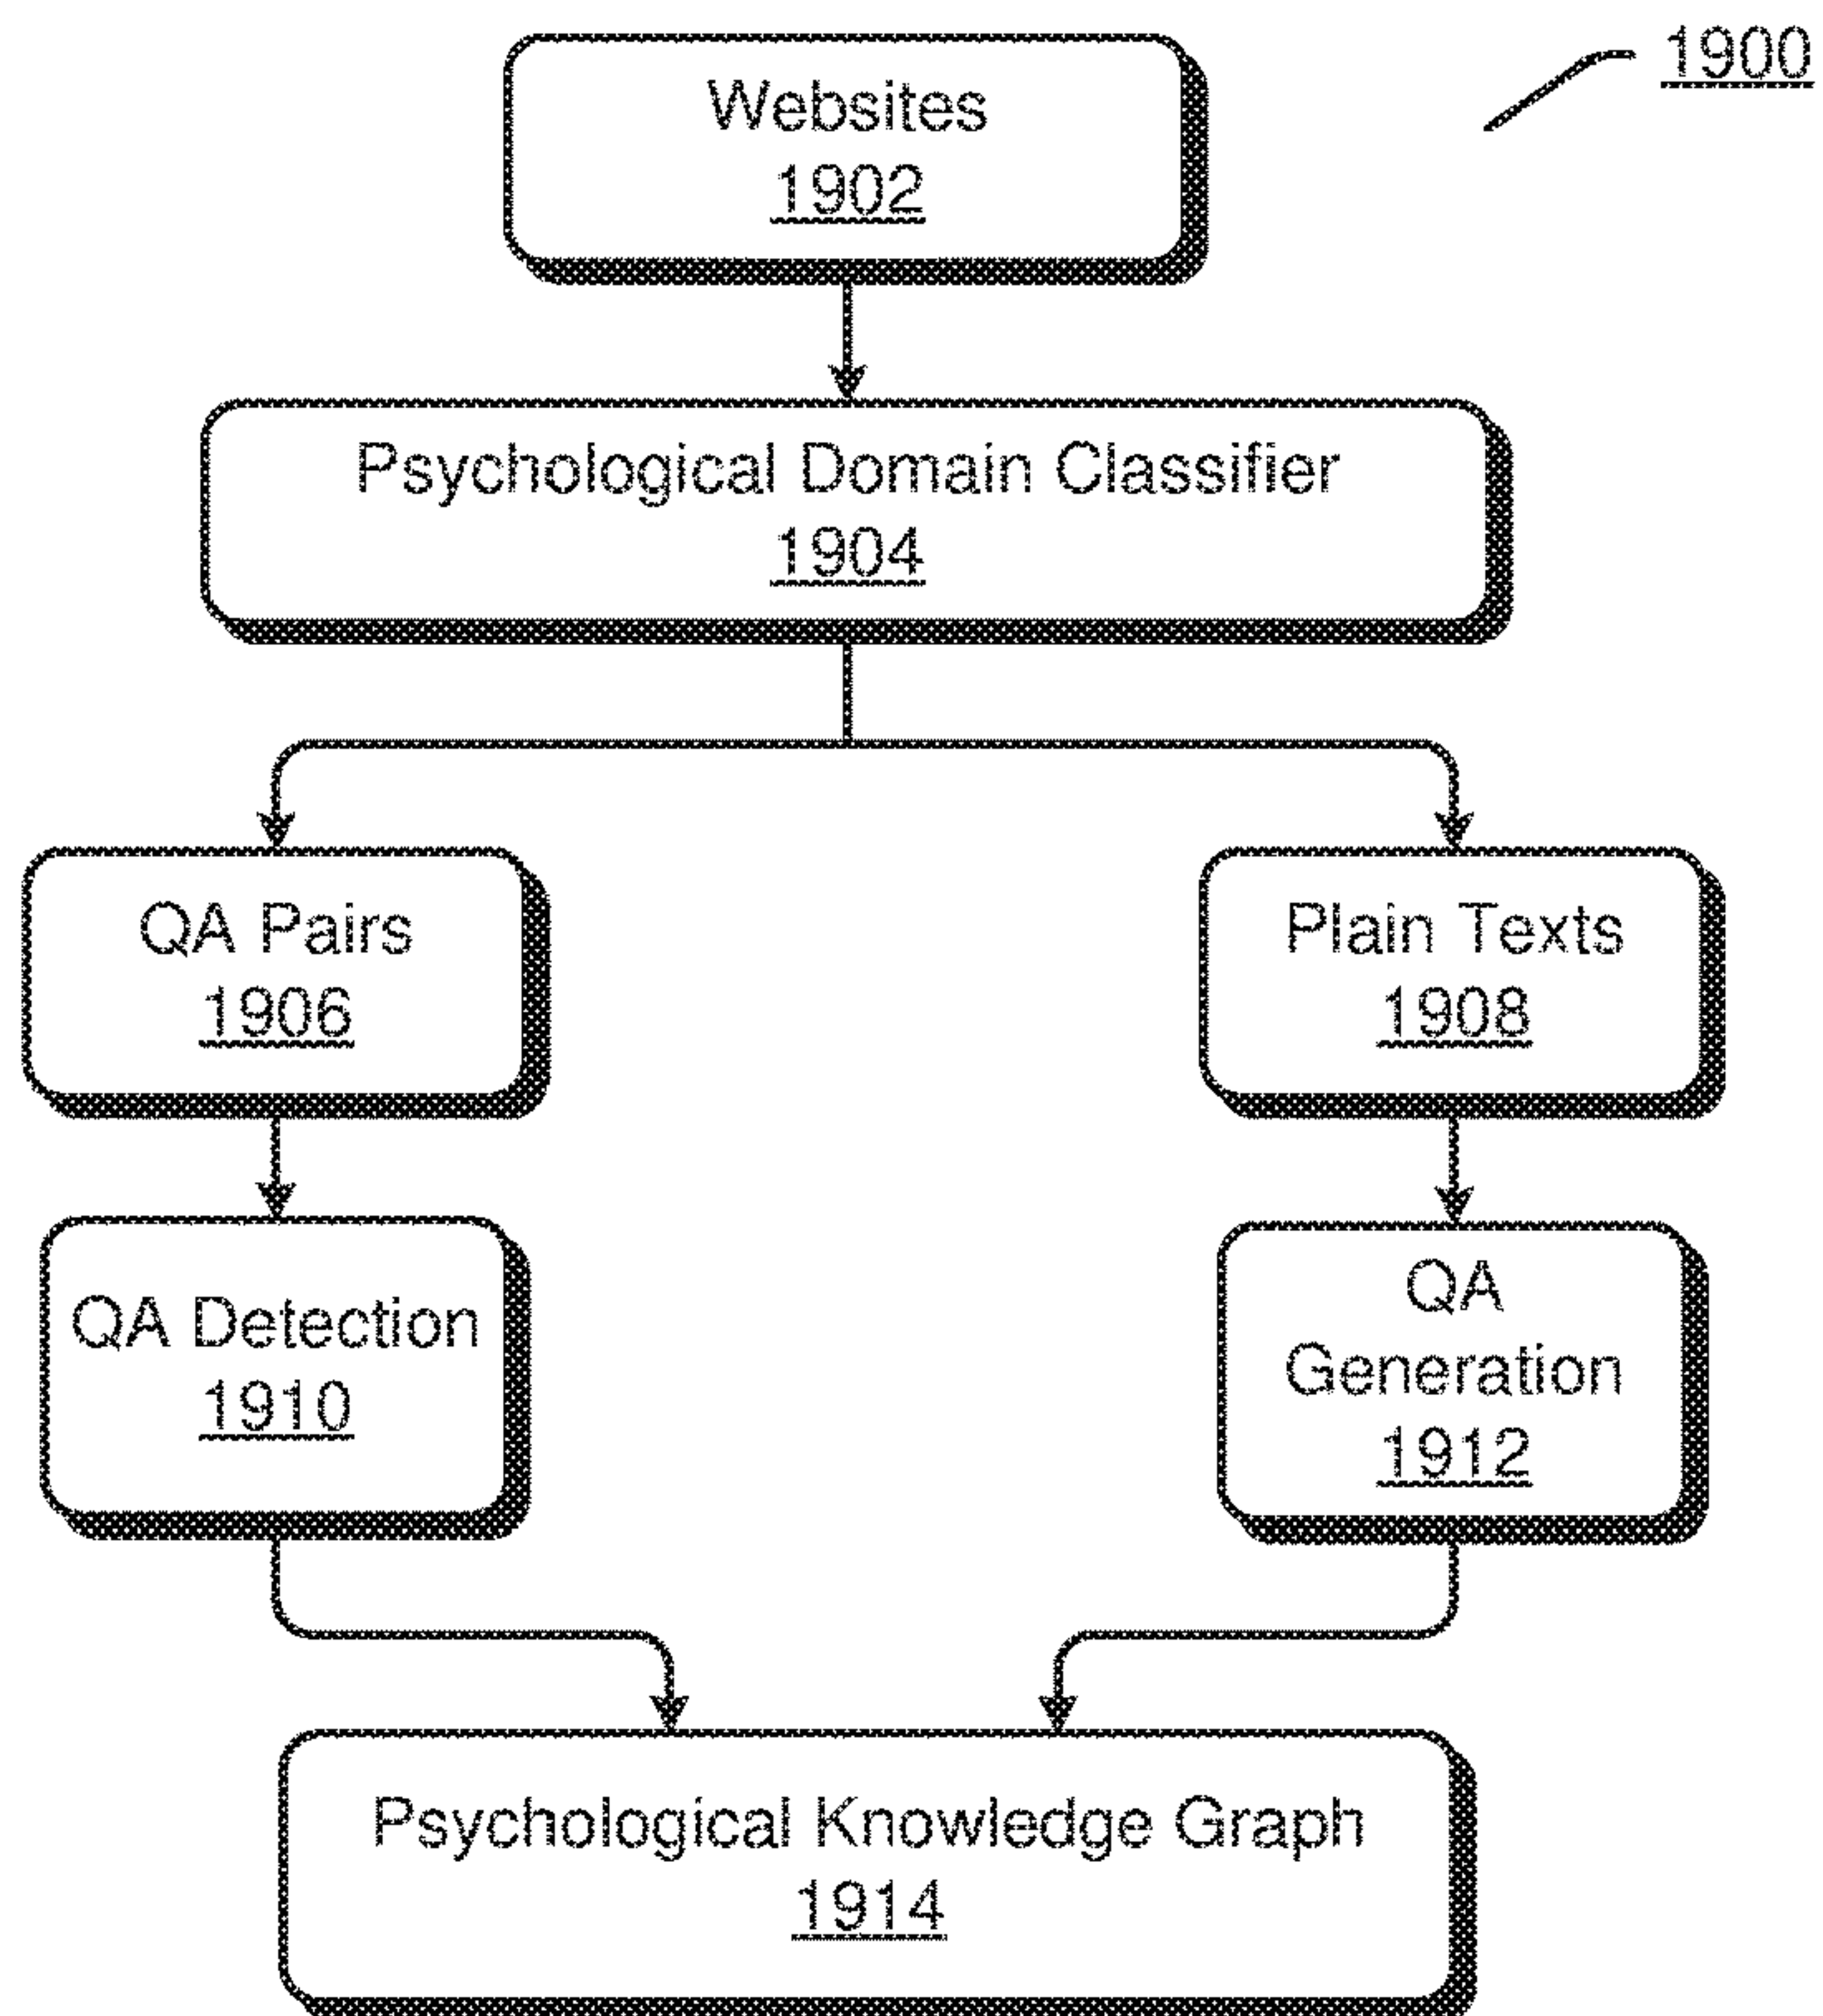 1900
Websites
1902
Psychological Domain Classifier
1904
QA Pairs
1906
Plain Texts
1908
QA Detection
1910
QA
Generation
1912
Psychological Knowledge Graph
1914